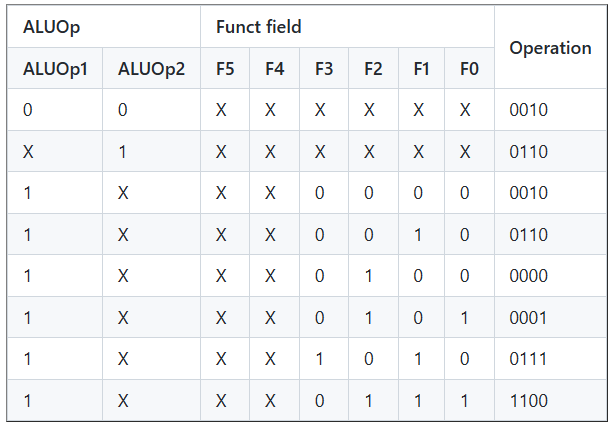 ALUOp Funct field Operation
ALUOp1 ALUOp2 F5 F4 F3 F2 F1 F0
0 0 X X X X X X 0010
X 1 X X X X X X 0110
1 X X X 0 0 0 0 0010
1 X X X 0 0 1 0 0110
1 X X X 0 1 0 0 0000
1 X X X 0 1 0 1 0001
1 X X X 1 0 1 0 0111
1 X X X 0 1 1 1 1100